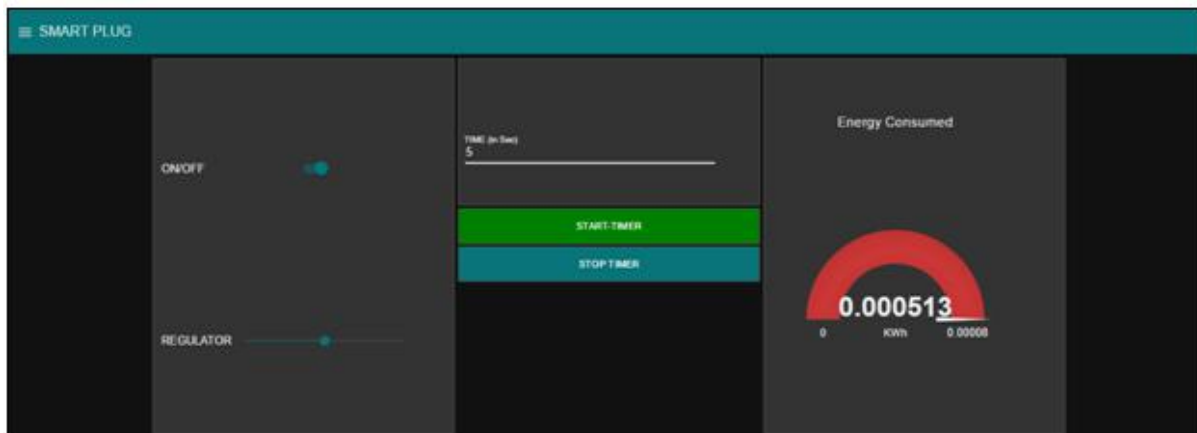 SMART PLUG
ON/OFF
REGULATOR
TIME (in Sec)
5
START-TIMER
STOP TIMER
Energy Consumed
0.000513
0 KWh 0.00008